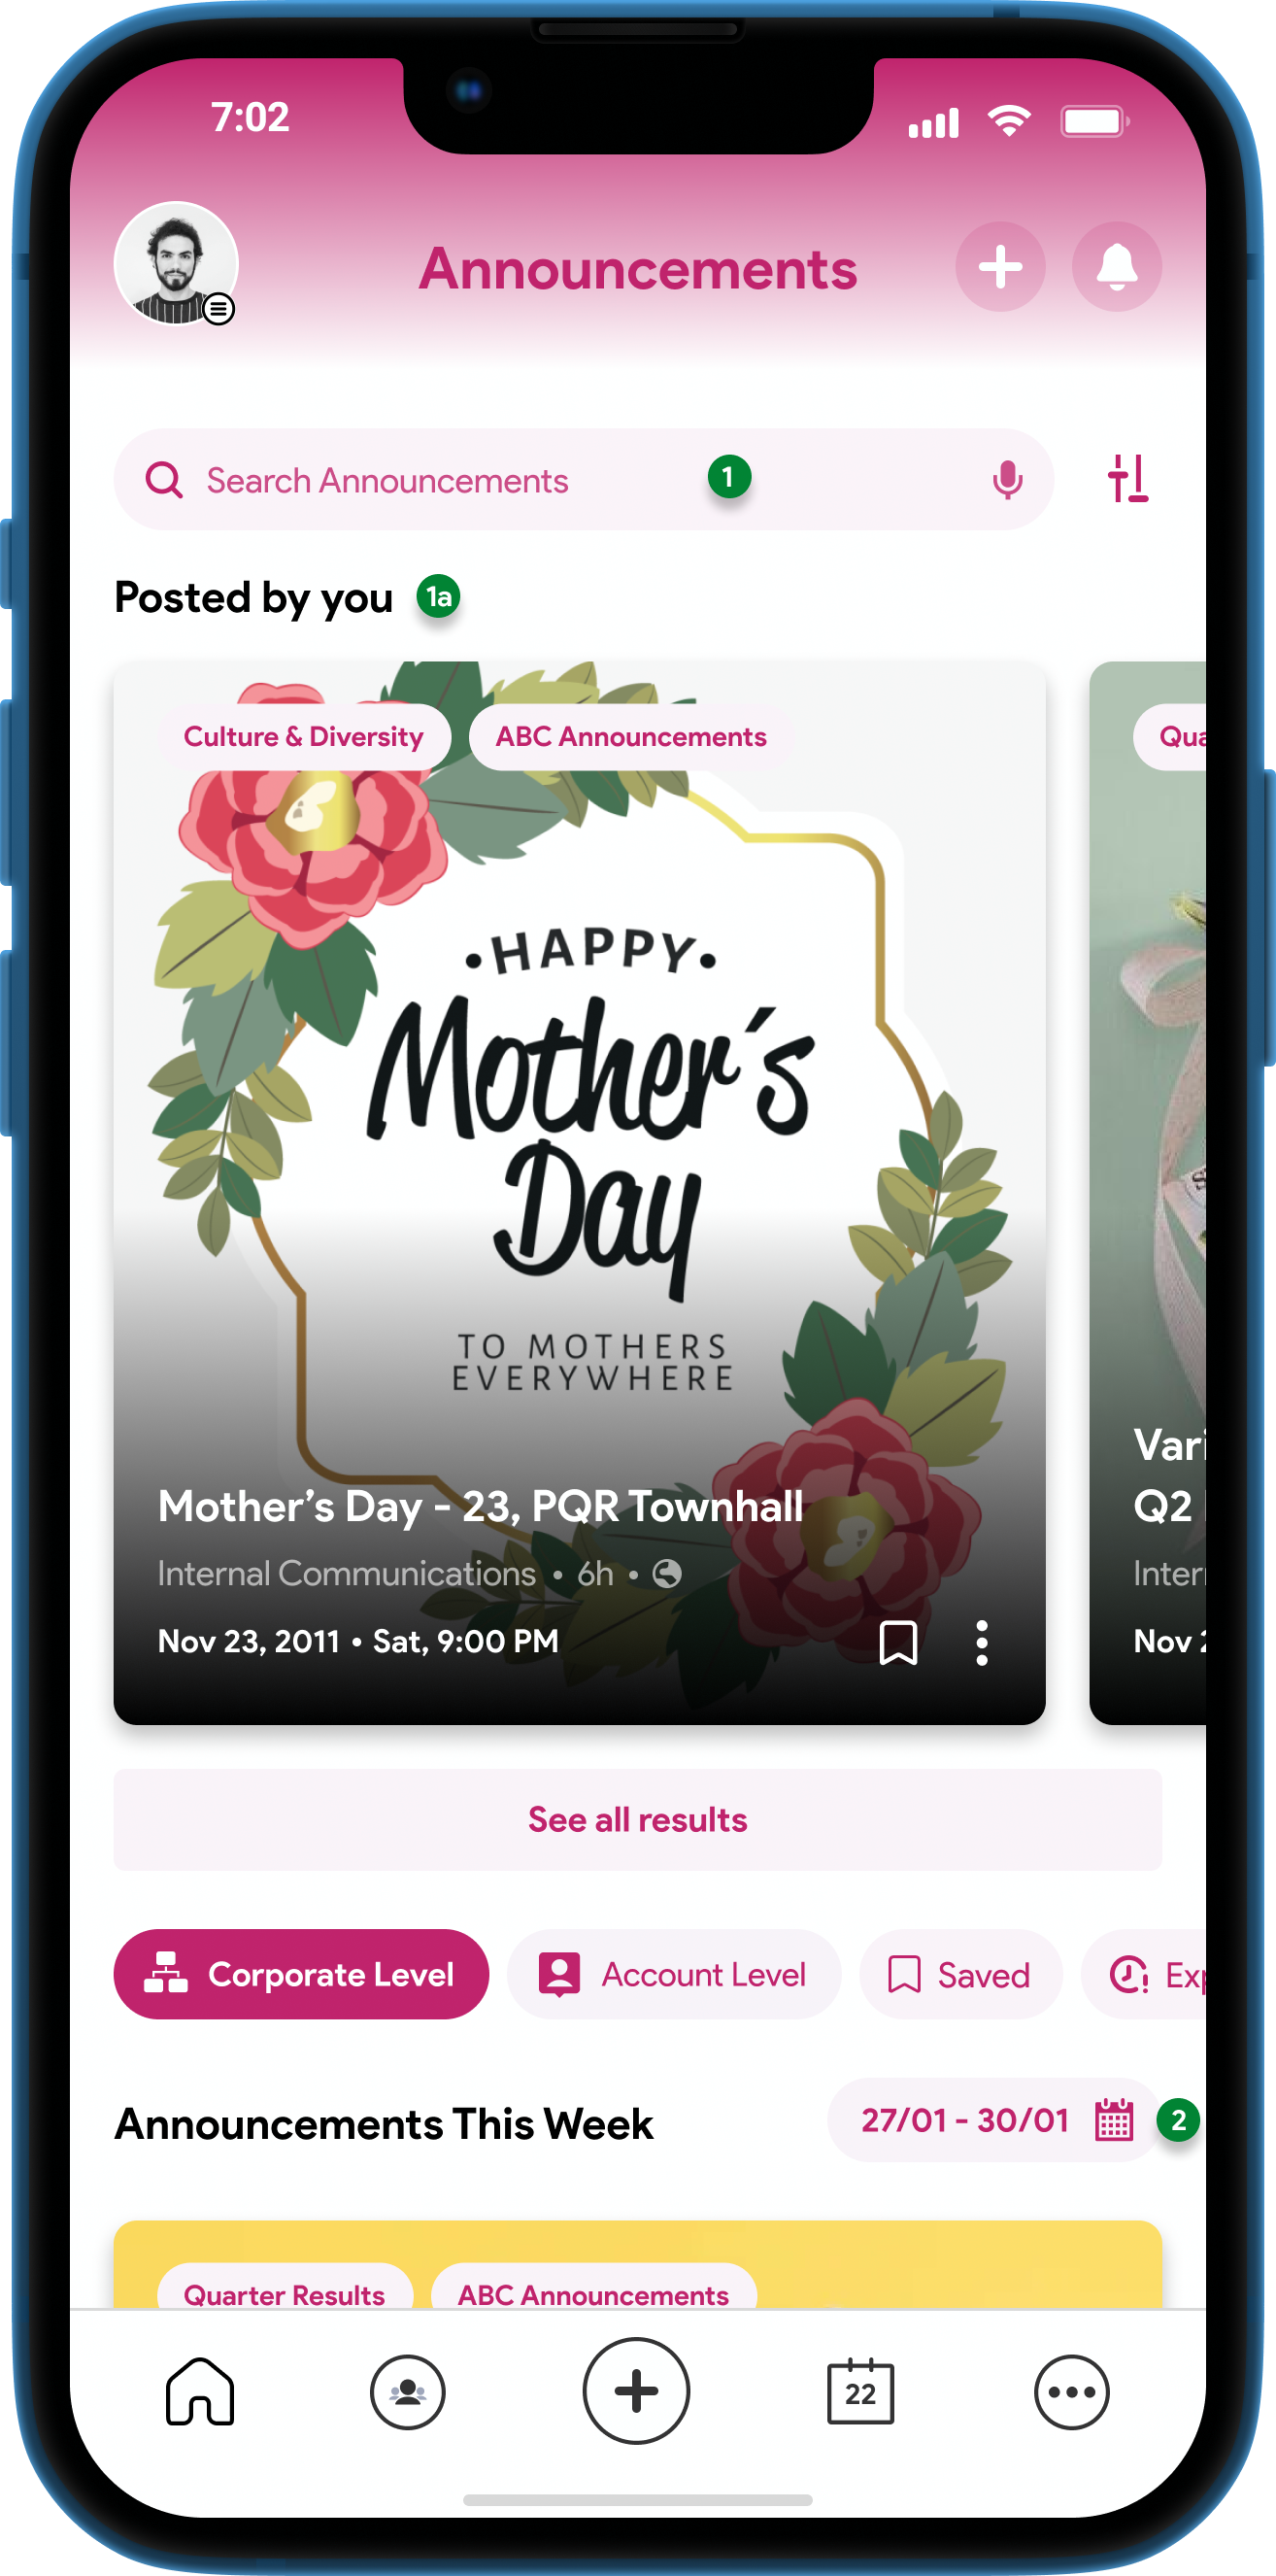 7:02
Announcements
Search Announcements 1
Posted by you 1a
Culture & Diversity ABC Announcements
Qua
•HAPPY•
Mother's
Day
TO MOTHERS
EVERYWHERE
Mother’s Day - 23, PQR Townhall
Internal Communications • 6h •
Nov 23, 2011 • Sat, 9:00 PM
Vari
Q2
Inter
Nov 2
See all results
Corporate Level Account Level Saved Exp
Announcements This Week 27/01 - 30/01 2
Quarter Results ABC Announcements
22